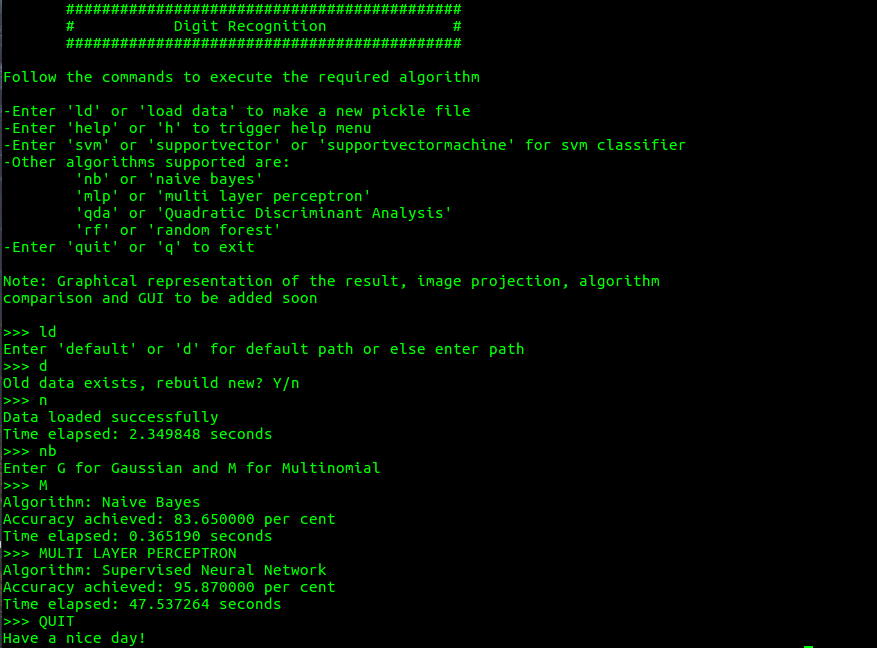 ############################################
#           Digit Recognition              #
############################################
Follow the commands to execute the required algorithm
-Enter 'ld' or 'load data' to make a new pickle file
-Enter 'help' or 'h' to trigger help menu
-Enter 'svm' or 'supportvector' or 'supportvectormachine' for svm classifier
-Other algorithms supported are:
'nb' or 'naive bayes'
'mlp' or 'multi layer perceptron'
'qda' or 'Quadratic Discriminant Analysis'
'rf' or 'random forest'
-Enter 'quit' or 'q' to exit
Note: Graphical representation of the result, image projection, algorithm
comparison and GUI to be added soon
>>> ld
Enter 'default' or 'd' for default path or else enter path
>>> d
Old data exists, rebuild new? Y/n
>>> n
Data loaded successfully
Time elapsed: 2.349848 seconds
>>> nb
Enter G for Gaussian and M for Multinomial
>>> M
Algorithm: Naive Bayes
Accuracy achieved: 83.650000 per cent
Time elapsed: 0.365190 seconds
>>> MULTI LAYER PERCEPTRON
Algorithm: Supervised Neural Network
Accuracy achieved: 95.870000 per cent
Time elapsed: 47.537264 seconds
>>> QUIT
Have a nice day!